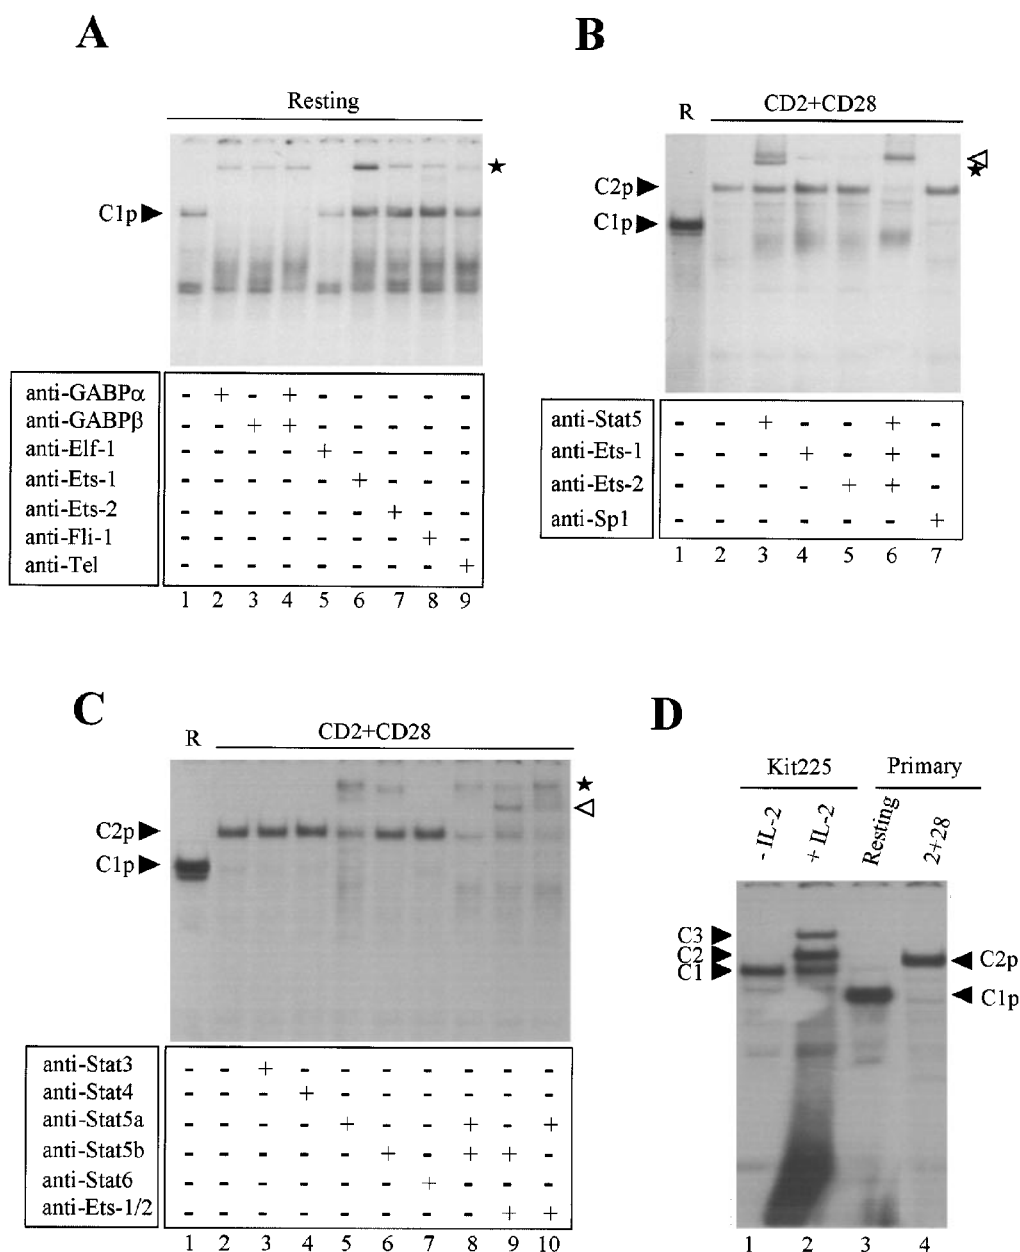 A
Resting
C1p
anti-GABPα - + - + - - - - -
anti-GABPβ - - + + - - - - -
anti-Elf-1 - - - - + - - - -
anti-Ets-1 - - - - - + - - -
anti-Ets-2 - - - - - - + - -
anti-Fli-1 - - - - - - - + -
anti-Tel - - - - - - - - +
1 2 3 4 5 6 7 8 9
B
R CD2+CD28
C2p
C1p
anti-Stat5 - - + - - + -
anti-Ets-1 - - - + - + -
anti-Ets-2 - - - - + + -
anti-Sp1 - - - - - - +
1 2 3 4 5 6 7
C
R CD2+CD28
C2p
C1p
anti-Stat3 - - + - - - - - - -
anti-Stat4 - - - + - - - - - -
anti-Stat5a - - - - + - - + - +
anti-Stat5b - - - - - + - + + -
anti-Stat6 - - - - - - + - - -
anti-Ets-1/2 - - - - - - - - + +
1 2 3 4 5 6 7 8 9 10
D
Kit225 Primary
- IL-2 + IL-2 Resting 2+28
C3
C2
C1
C2p
C1p
1 2 3 4